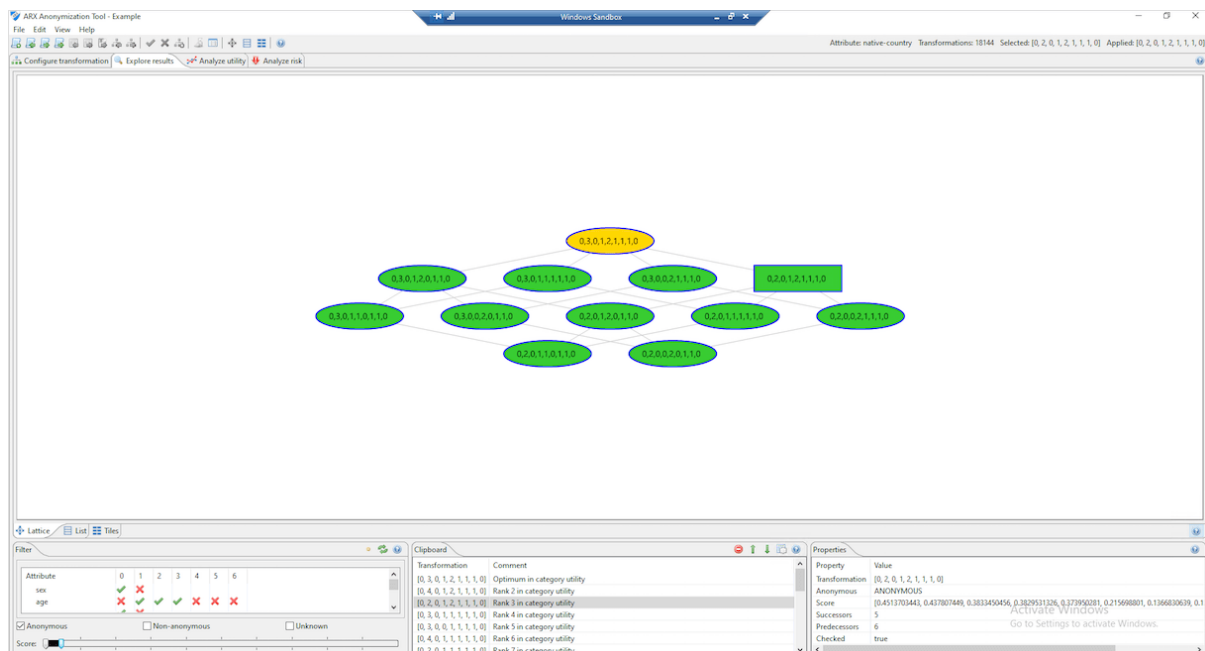 ARX Anonymization Tool - Example
Windows Sandbox
File Edit View Help
Attribute: native-country Transformations: 18144 Selected: [0, 2, 0, 1, 2, 1, 1, 1, 0] Applied: [0, 2, 0, 1, 2, 1, 1, 1, 0]
Configure transformation Explore results Analyze utility Analyze risk
0,3,0,1,2,1,1,1,0
0,3,0,1,2,0,1,1,0 0,3,0,1,1,1,1,1,0 0,3,0,0,2,1,1,1,0 0,2,0,1,2,1,1,1,0
0,3,0,1,1,0,1,1,0 0,3,0,0,2,0,1,1,0 0,2,0,1,2,0,1,1,0 0,2,0,1,1,1,1,1,0 0,2,0,0,2,1,1,1,0
0,2,0,1,1,0,1,1,0 0,2,0,0,2,0,1,1,0
Lattice List Tiles
Filter
Attribute 0 1 2 3 4 5 6
sex
age
Anonymous Non-anonymous Unknown
Score:
Clipboard
Transformation Comment
[0, 3, 0, 1, 2, 1, 1, 1, 0] Optimum in category utility
[0, 4, 0, 1, 1, 1, 1, 1, 0] Rank 2 in category utility
[0, 2, 0, 1, 2, 1, 1, 1, 0] Rank 3 in category utility
[0, 3, 0, 1, 1, 1, 1, 1, 0] Rank 4 in category utility
[0, 3, 0, 0, 1, 1, 1, 1, 0] Rank 5 in category utility
[0, 4, 0, 1, 2, 1, 1, 1, 0] Rank 6 in category utility
Rank 7 in category utility
Properties
Property Value
Transformation [0, 2, 0, 1, 2, 1, 1, 1, 0]
Anonymous ANONYMOUS
Score [0.4513703443, 0.437807449, 0.3833450456, 0.3829531326, 0.373950281, 0.215698801, 0.1366830639, 0.1
Successors 5
Predecessors 6
Checked true
Activate Windows
Go to Settings to activate Windows.